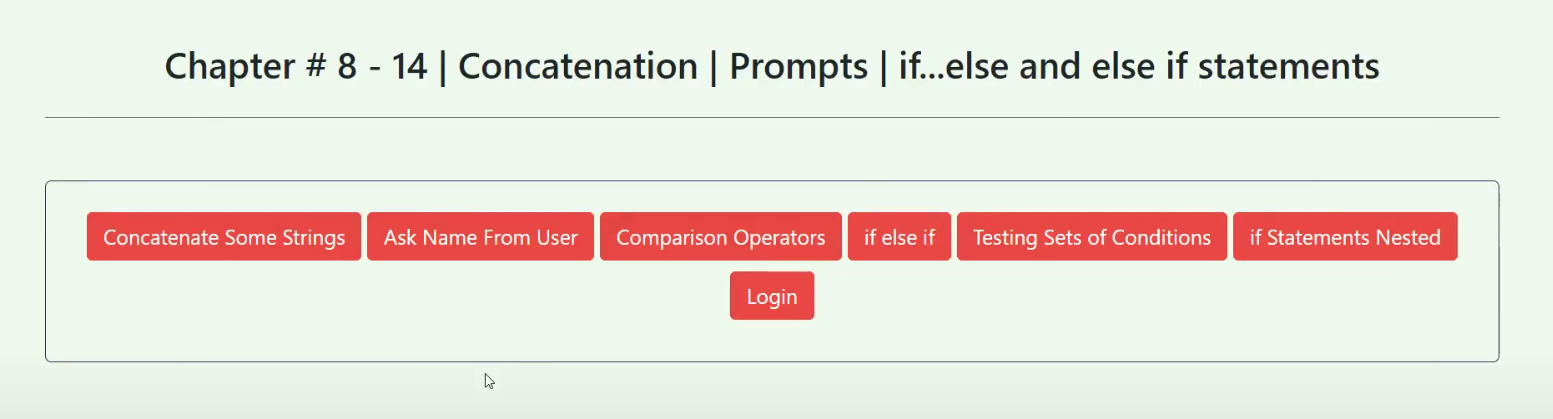 Chapter # 8 - 14 | Concatenation | Prompts | if...else and else if statements
Concatenate Some Strings Ask Name From User Comparison Operators if else if Testing Sets of Conditions if Statements Nested
Login